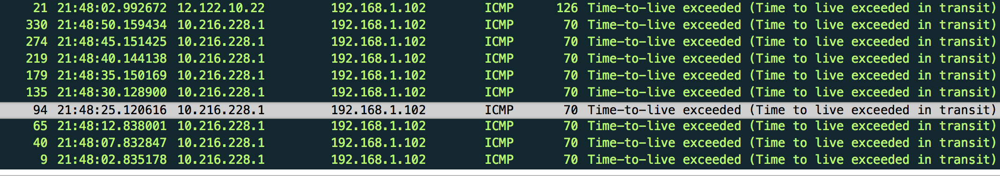 21 21:48:02.992672 12.122.10.22 192.168.1.102 ICMP 126 Time-to-live exceeded (Time to live exceeded in transit)
330 21:48:50.159434 10.216.228.1 192.168.1.102 ICMP 70 Time-to-live exceeded (Time to live exceeded in transit)
274 21:48:45.151425 10.216.228.1 192.168.1.102 ICMP 70 Time-to-live exceeded (Time to live exceeded in transit)
219 21:48:40.144138 10.216.228.1 192.168.1.102 ICMP 70 Time-to-live exceeded (Time to live exceeded in transit)
179 21:48:35.150169 10.216.228.1 192.168.1.102 ICMP 70 Time-to-live exceeded (Time to live exceeded in transit)
135 21:48:30.128900 10.216.228.1 192.168.1.102 ICMP 70 Time-to-live exceeded (Time to live exceeded in transit)
94 21:48:25.120616 10.216.228.1 192.168.1.102 ICMP 70 Time-to-live exceeded (Time to live exceeded in transit)
65 21:48:12.838001 10.216.228.1 192.168.1.102 ICMP 70 Time-to-live exceeded (Time to live exceeded in transit)
40 21:48:07.832847 10.216.228.1 192.168.1.102 ICMP 70 Time-to-live exceeded (Time to live exceeded in transit)
9 21:48:02.835178 10.216.228.1 192.168.1.102 ICMP 70 Time-to-live exceeded (Time to live exceeded in transit)